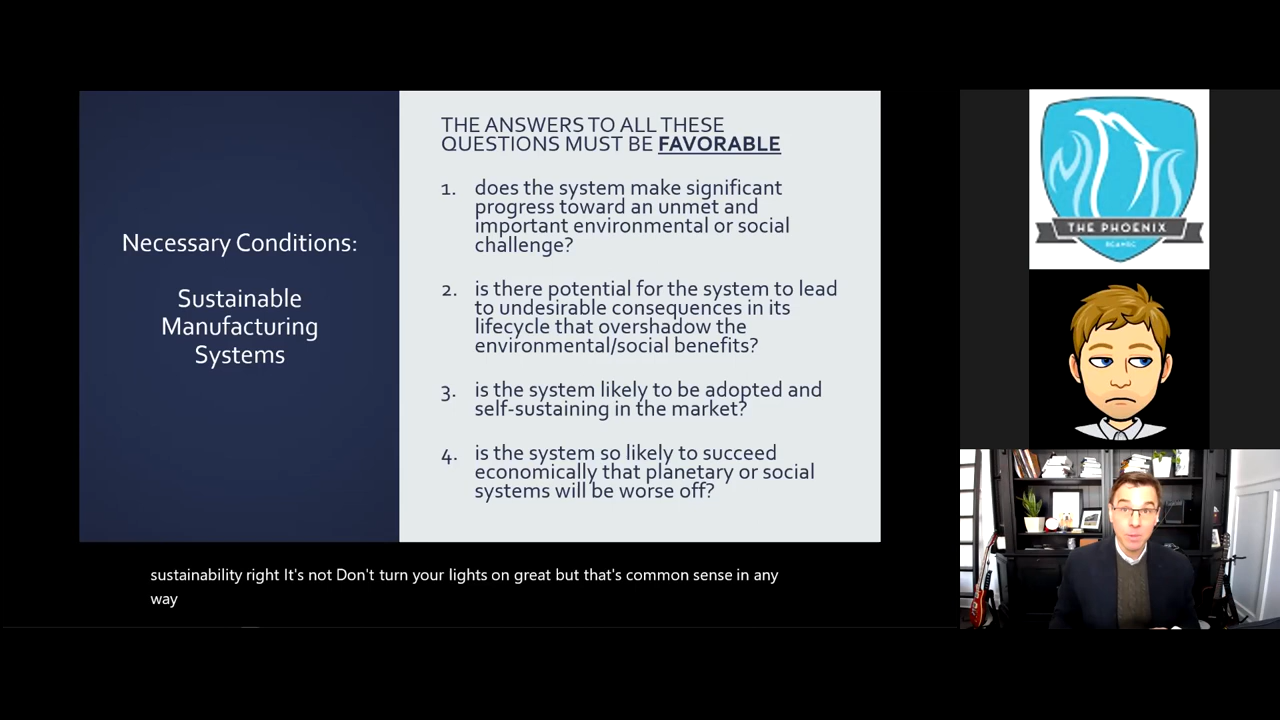 Necessary Conditions:
Sustainable
Manufacturing
Systems
THE ANSWERS TO ALL THESE
QUESTIONS MUST BE FAVORABLE
1. does the system make significant
progress toward an unmet and
important environmental or social
challenge?
2. is there potential for the system to lead
to undesirable consequences in its
lifecycle that overshadow the
environmental/social benefits?
3. is the system likely to be adopted and
self-sustaining in the market?
4. is the system so likely to succeed
economically that planetary or social
systems will be worse off?
sustainability right It's not Don't turn your lights on great but that's common sense in any
way
THE PHOENIX